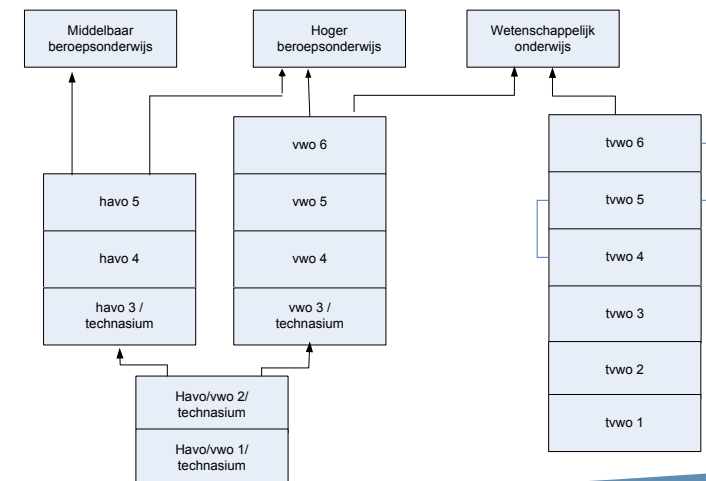 Middelbaar
beroepsonderwijs
Hoger
beroepsonderwijs
Wetenschappelijk
onderwijs
vwo 6
vwo 5
vwo 4
vwo 3 /
technasium
havo 5
havo 4
havo 3 /
technasium
Havo/vwo 2/
technasium
Havo/vwo 1/
technasium
tvwo 6
tvwo 5
tvwo 4
tvwo 3
tvwo 2
tvwo 1